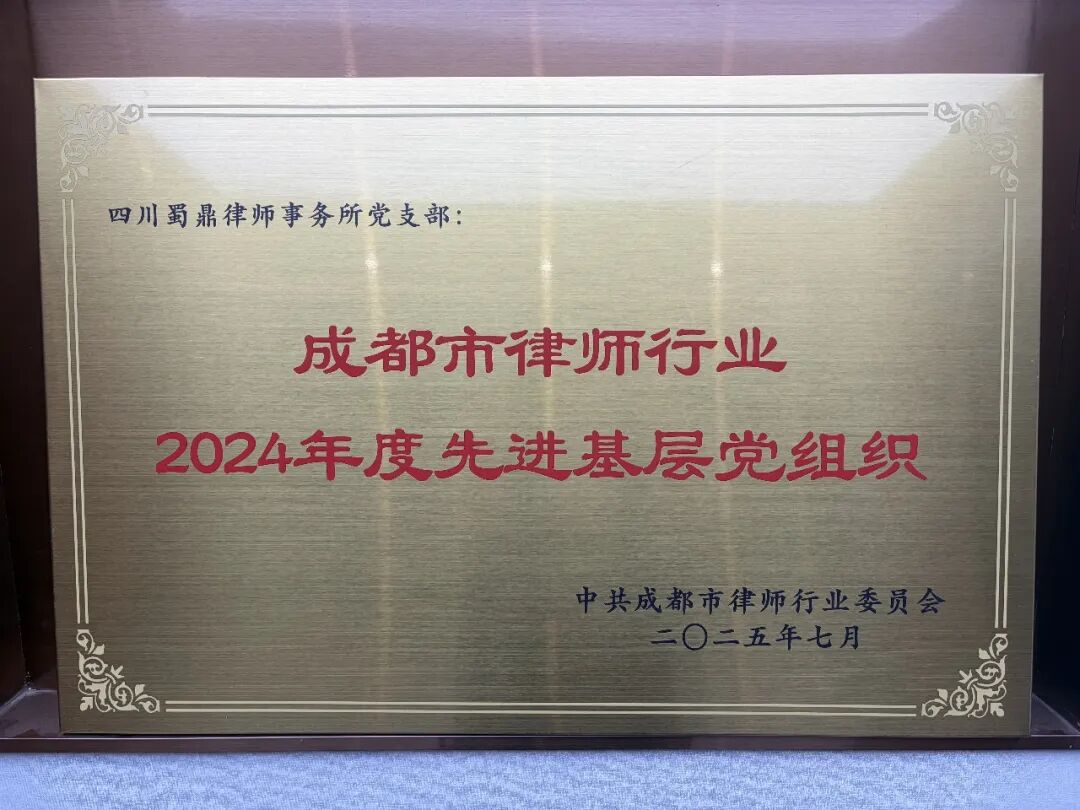 四川蜀鼎律师事务所党支部：
成都市律师行业
2024年度先进基层党组织
中共成都市律师行业委员会
二〇二五年七月